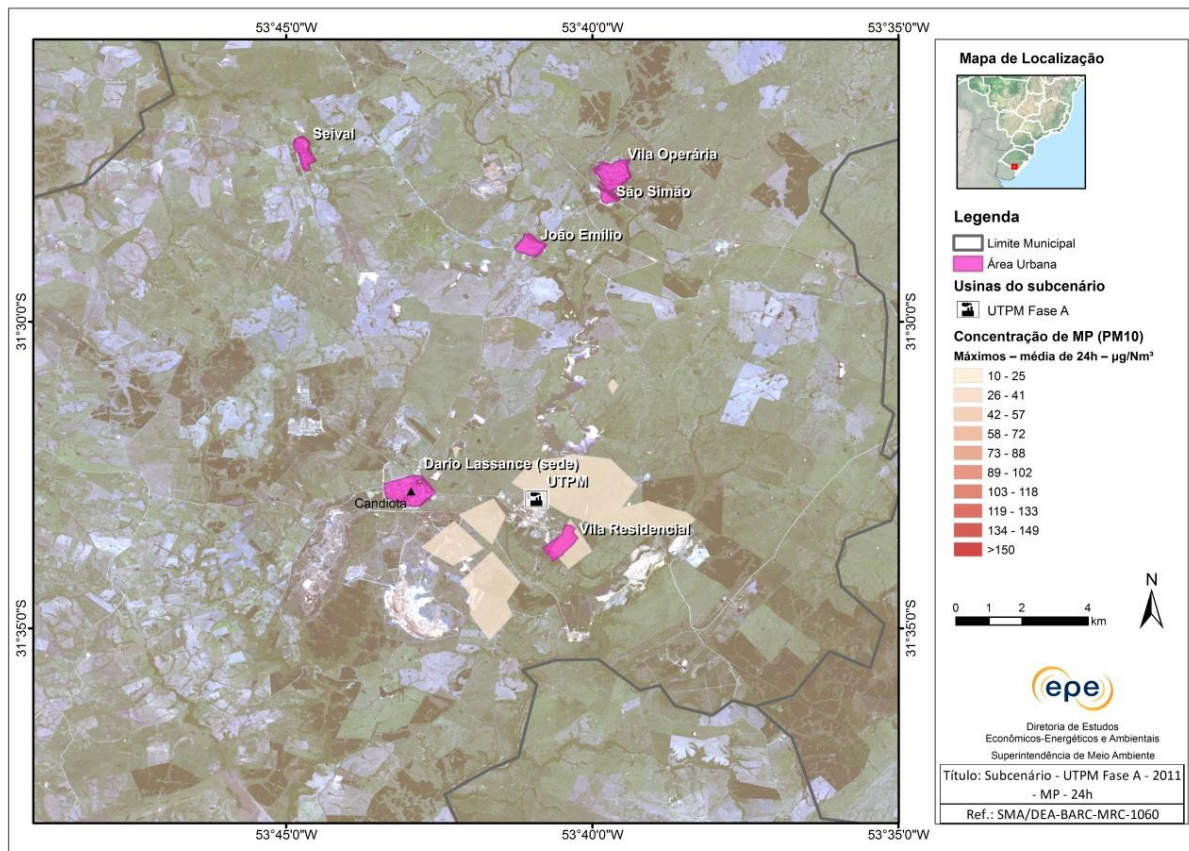 53°45'0"W
53°40'0"W
53°35'0"W
31°30'0"S
31°35'0"S
31°30'0"S
31°35'0"S
53°45'0"W
53°40'0"W
53°35'0"W
Seival
Vila Operária
São Simão
João Emílio
Dario Lassance (sede)
UTPM
Candiota
Vila Residencial
Mapa de Localização
Legenda
Limite Municipal
Área Urbana
Usinas do subcenário
UTPM Fase A
Concentração de MP (PM10)
Máximos – média de 24h – µg/Nm³
10 - 25
26 - 41
42 - 57
58 - 72
73 - 88
89 - 102
103 - 118
119 - 133
134 - 149
>150
N
0 1 2 4
km
epe
Diretoria de Estudos
Econômicos-Energéticos e Ambientais
Superintendência de Meio Ambiente
Título: Subcenário - UTPM Fase A - 2011
- MP - 24h
Ref.: SMA/DEA-BARC-MRC-1060